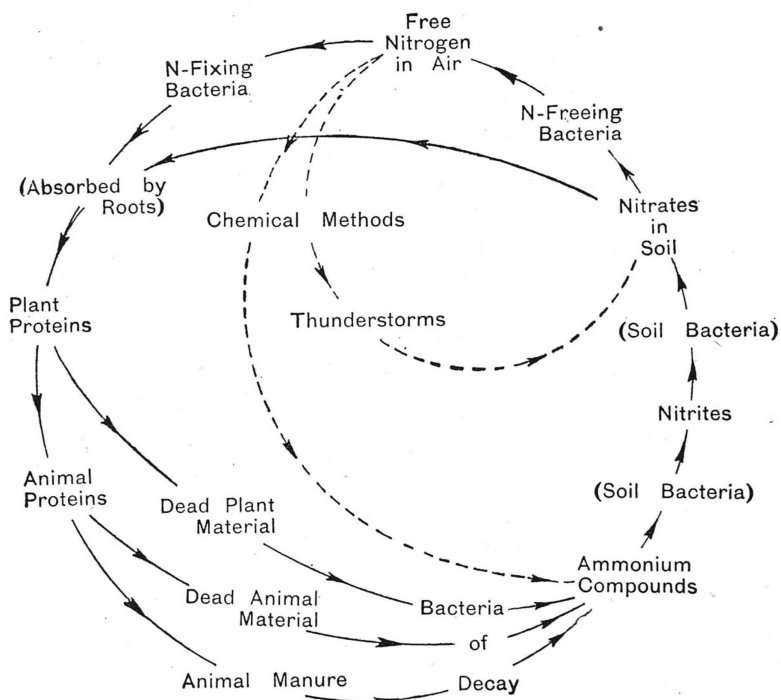 Free
Nitrogen
in Air
N-Fixing
Bacteria
N-Freeing
Bacteria
(Absorbed by
Roots)
Chemical Methods
Nitrates
in
Soil
Plant
Proteins
Thunderstorms
(Soil Bacteria)
Nitrites
Animal
Proteins
Dead Plant
Material
(Soil Bacteria)
Ammonium
Compounds
Dead Animal
Material
Bacteria
of
Decay
Animal Manure